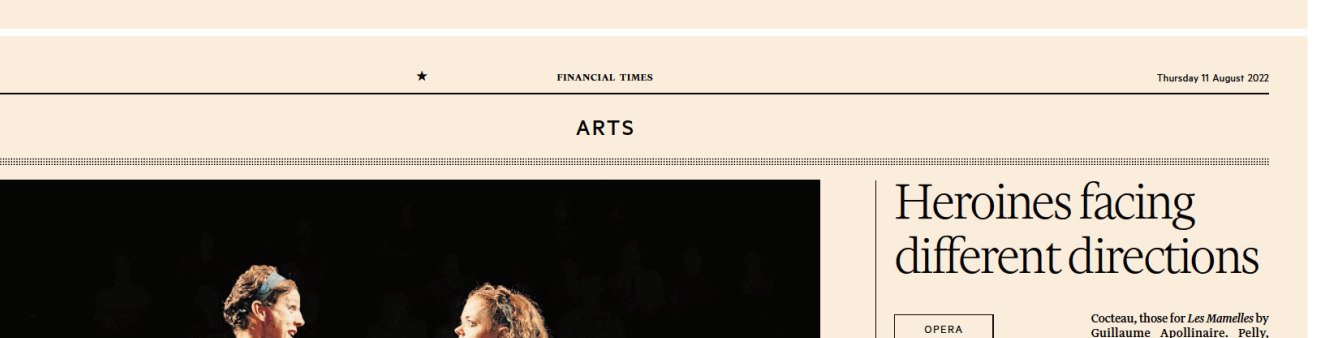 ★ FINANCIAL TIMES Thursday 11 August 2022
ARTS
Heroines facing
different directions
OPERA
Cocteau, those for Les Mamelles by
Guillaume Apollinaire. Pelly,